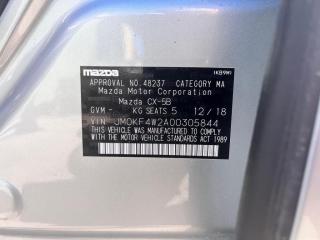 mazda
APPROVAL NO. 48237 CATEGORY MA
Mazda Motor Corporation
Mazda CX-5B
GVM - KG SEATS 5 12/18
VIN JM0KF4W2A00305844
THIS VEHICLE WAS MANUFACTURED TO COMPLY
WITH THE MOTOR VEHICLE STANDARDS ACT 1989